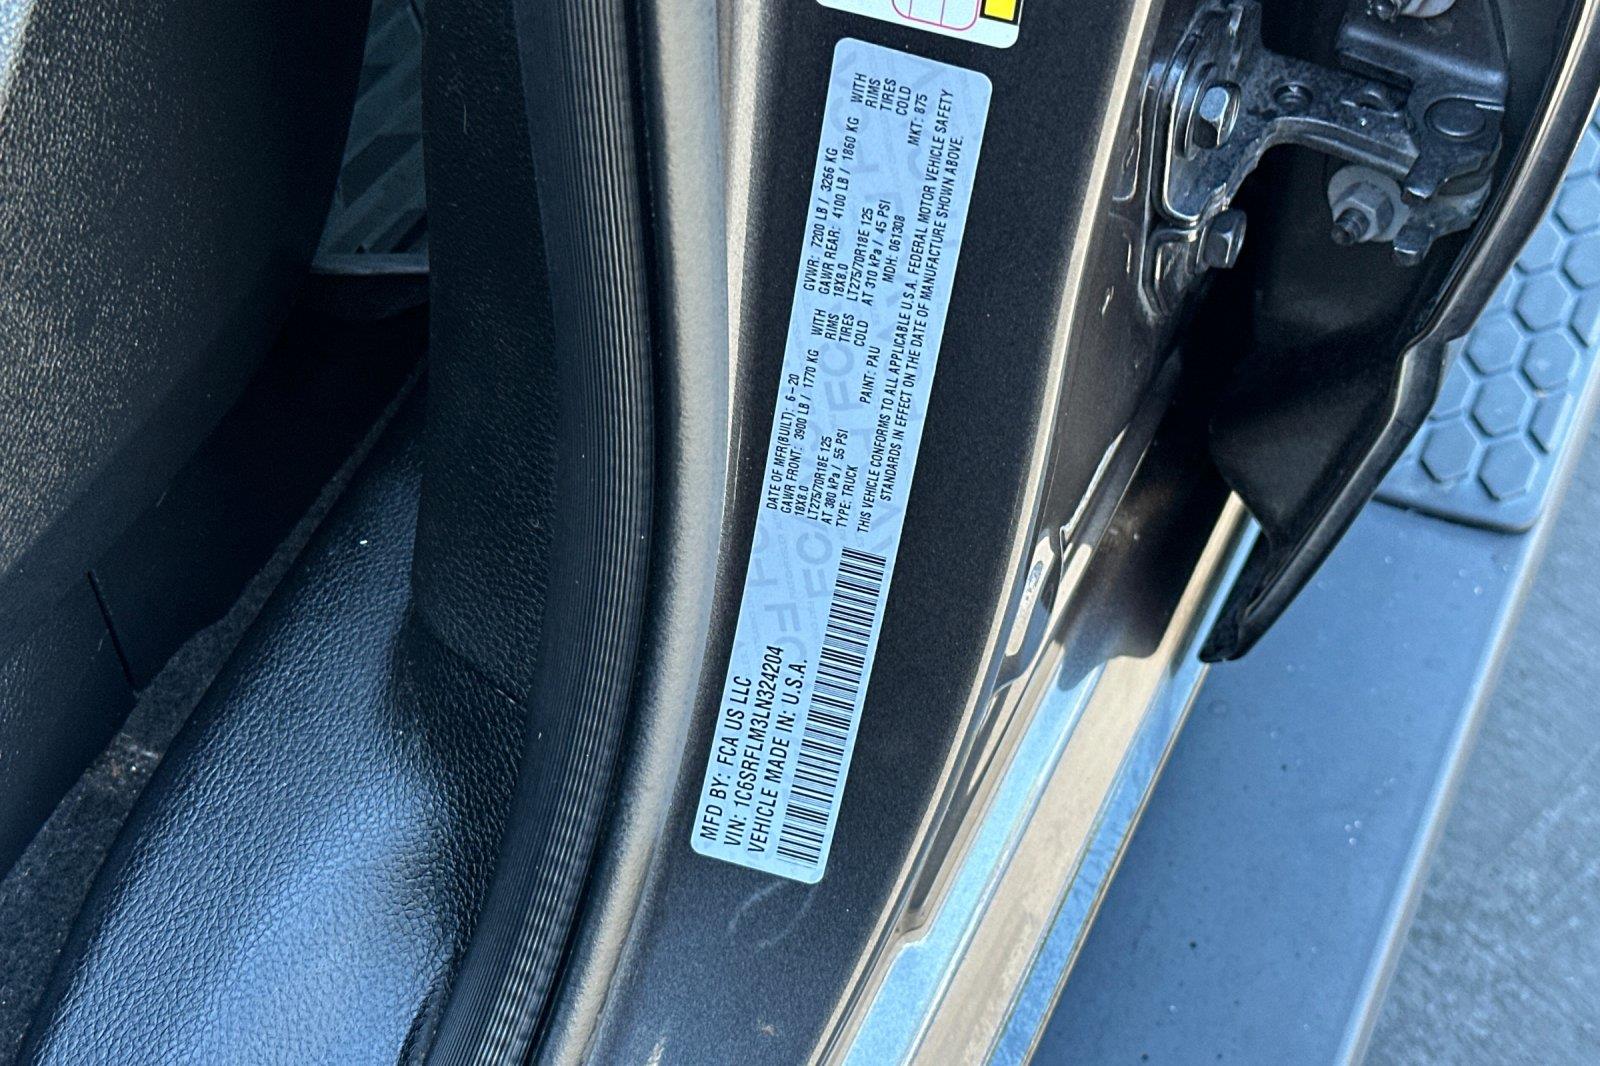 MFD BY: FCA US LLC
VIN: 1C6SRFLM3LN324204
VEHICLE MADE IN: U.S.A.
DATE OF MFR(BUILT): 6-20 GVWR: 7200 LB / 3266 KG
GAWR FRONT: 3900 LB / 1770 KG WITH GAWR REAR: 4100 LB / 1860 KG WITH
18X8.0 RIMS 18X8.0 RIMS
LT275/70R18E 125 TIRES LT275/70R18E 125 TIRES
AT 380 kPa / 55 PSI COLD AT 310 kPa / 45 PSI COLD
TYPE: TRUCK PAINT: PAU MDH: 061308 MKT: 875
THIS VEHICLE CONFORMS TO ALL APPLICABLE U.S.A. FEDERAL MOTOR VEHICLE SAFETY
STANDARDS IN EFFECT ON THE DATE OF MANUFACTURE SHOWN ABOVE.